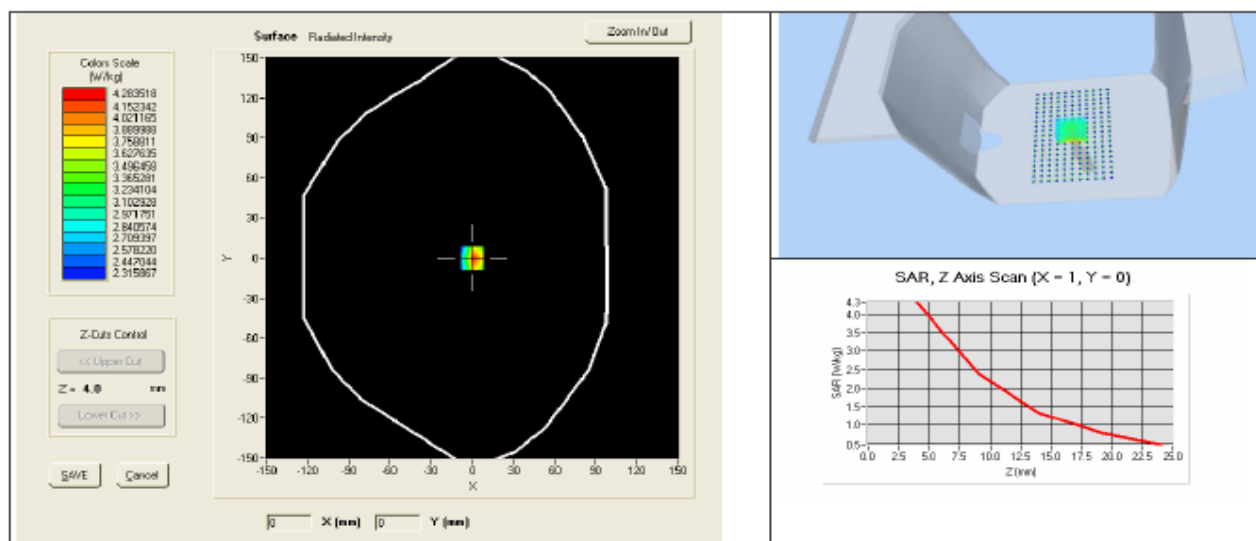 Surface Radiated Intensity
Zoom In/Out
Colors Scale
(W/kg)
4.283518
4.152342
4.021165
3.889988
3.758811
3.627635
3.496458
3.365281
3.234104
3.102928
2.971751
2.840574
2.709397
2.578220
2.447044
2.315867
Z-Cuts Control
<< Upper Cut
Z = 4.0 mm
Lower Cut >>
SAVE Cancel
150
120
90
60
30
0
-30
-60
-90
-120
-150
Y
-150 -120 -90 -60 -30 0 30 60 90 120 150
X
0 X (mm) 0 Y (mm)
SAR, Z Axis Scan (X = 1, Y = 0)
4.3
4.0
3.5
3.0
2.5
2.0
1.5
1.0
0.5
SAR (W/kg)
0.0 2.5 5.0 7.5 10.0 12.5 15.0 17.5 20.0 22.5 25.0
Z (mm)